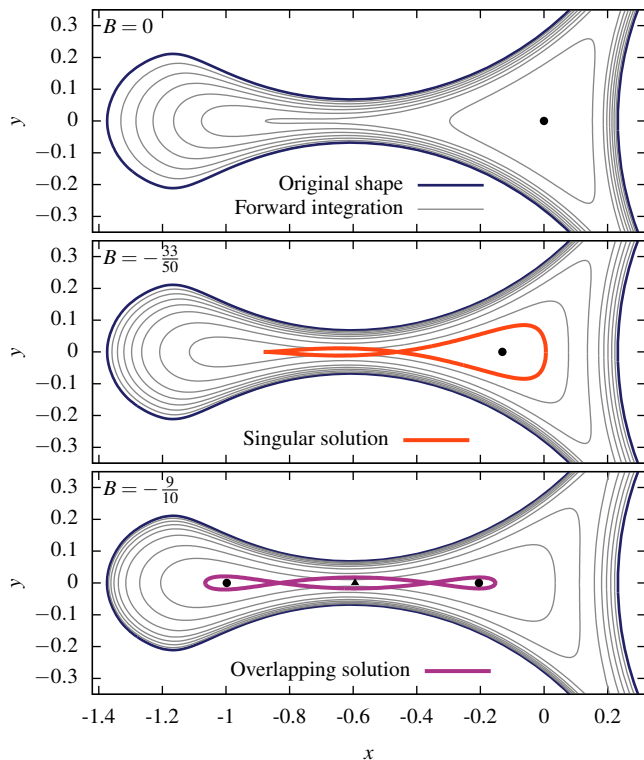 B = 0
0.3
0.2
0.1
0
−0.1
−0.2
−0.3
y
Original shape
Forward integration
B = −33/50
0.3
0.2
0.1
0
−0.1
−0.2
−0.3
y
Singular solution
B = −9/10
0.3
0.2
0.1
0
−0.1
−0.2
−0.3
y
Overlapping solution
-1.4 -1.2 -1 -0.8 -0.6 -0.4 -0.2 0 0.2
x